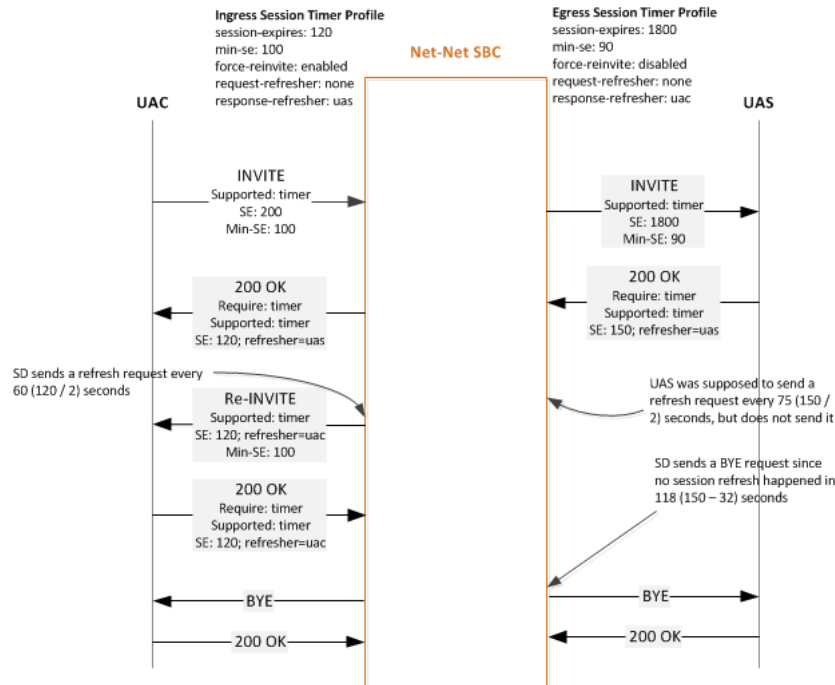 Ingress Session Timer Profile
session-expires: 120
min-se: 100
force-reinvite: enabled
request-refresher: none
response-refresher: uas
Net-Net SBC
Egress Session Timer Profile
session-expires: 1800
min-se: 90
force-reinvite: disabled
request-refresher: none
response-refresher: uac
UAC
UAS
INVITE
Supported: timer
SE: 200
Min-SE: 100
INVITE
Supported: timer
SE: 1800
Min-SE: 90
200 OK
Require: timer
Supported: timer
SE: 120; refresher=uas
200 OK
Require: timer
Supported: timer
SE: 150; refresher=uas
SD sends a refresh request every
60 (120 / 2) seconds
UAS was supposed to send a
refresh request every 75 (150 /
2) seconds, but does not send it
Re-INVITE
Supported: timer
SE: 120; refresher=uac
Min-SE: 100
SD sends a BYE request since
no session refresh happened in
118 (150 – 32) seconds
200 OK
Require: timer
Supported: timer
SE: 120; refresher=uac
BYE
BYE
200 OK
200 OK